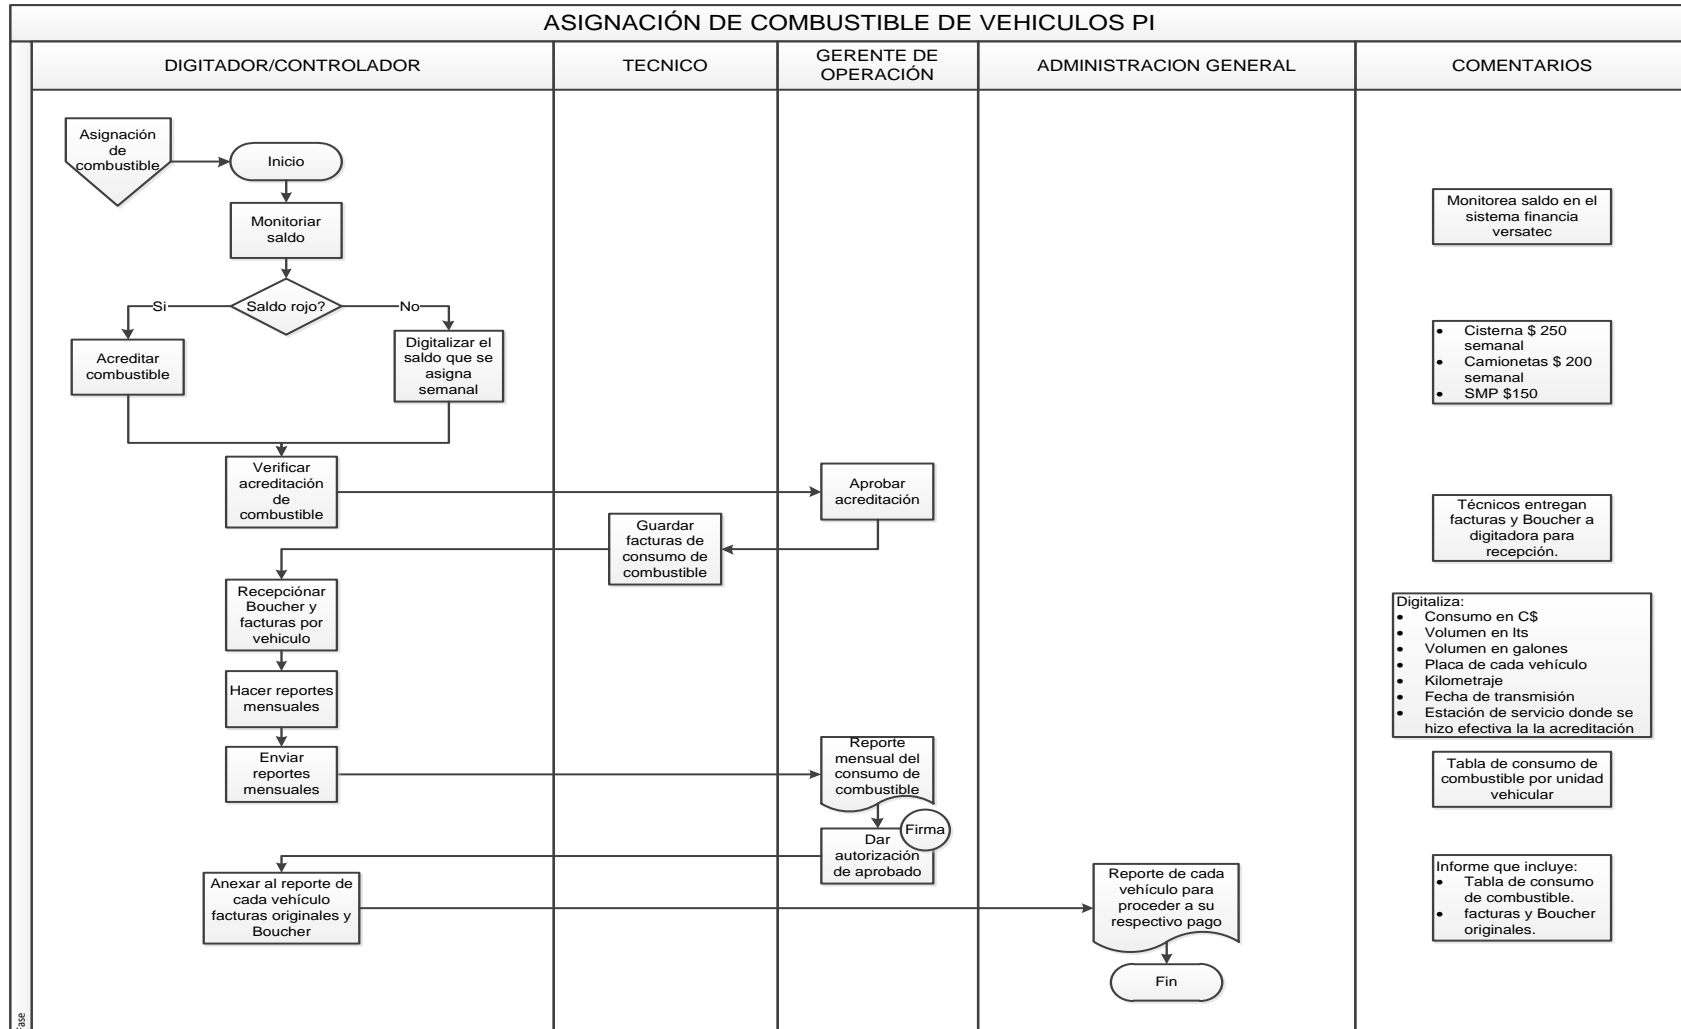 ASIGNACIÓN DE COMBUSTIBLE DE VEHICULOS PI
DIGITADOR/CONTROLADOR
TECNICO
GERENTE DE
OPERACIÓN
ADMINISTRACION GENERAL
COMENTARIOS
Asignación
de
combustible
Inicio
Monitoriar
saldo
Monitorea saldo en el
sistema financia
versatec
Saldo rojo?
Si
No
Acreditar
combustible
Digitalizar el
saldo que se
asigna
semanal
• Cisterna $ 250
semanal
• Camionetas $ 200
semanal
• SMP $150
Verificar
acreditación
de
combustible
Aprobar
acreditación
Guardar
facturas de
consumo de
combustible
Técnicos entregan
facturas y Boucher a
digitadora para
recepción.
Recepciónar
Boucher y
facturas por
vehiculo
Digitaliza:
• Consumo en C$
• Volumen en lts
• Volumen en galones
• Placa de cada vehículo
• Kilometraje
• Fecha de transmisión
• Estación de servicio donde se
hizo efectiva la la acreditación
Hacer reportes
mensuales
Enviar
reportes
mensuales
Reporte
mensual del
consumo de
combustible
Tabla de consumo de
combustible por unidad
vehicular
Firma
Dar
autorización
de aprobado
Anexar al reporte de
cada vehículo
facturas originales y
Boucher
Reporte de cada
vehículo para
proceder a su
respectivo pago
Informe que incluye:
• Tabla de consumo
de combustible.
• facturas y Boucher
originales.
Fin
Fase